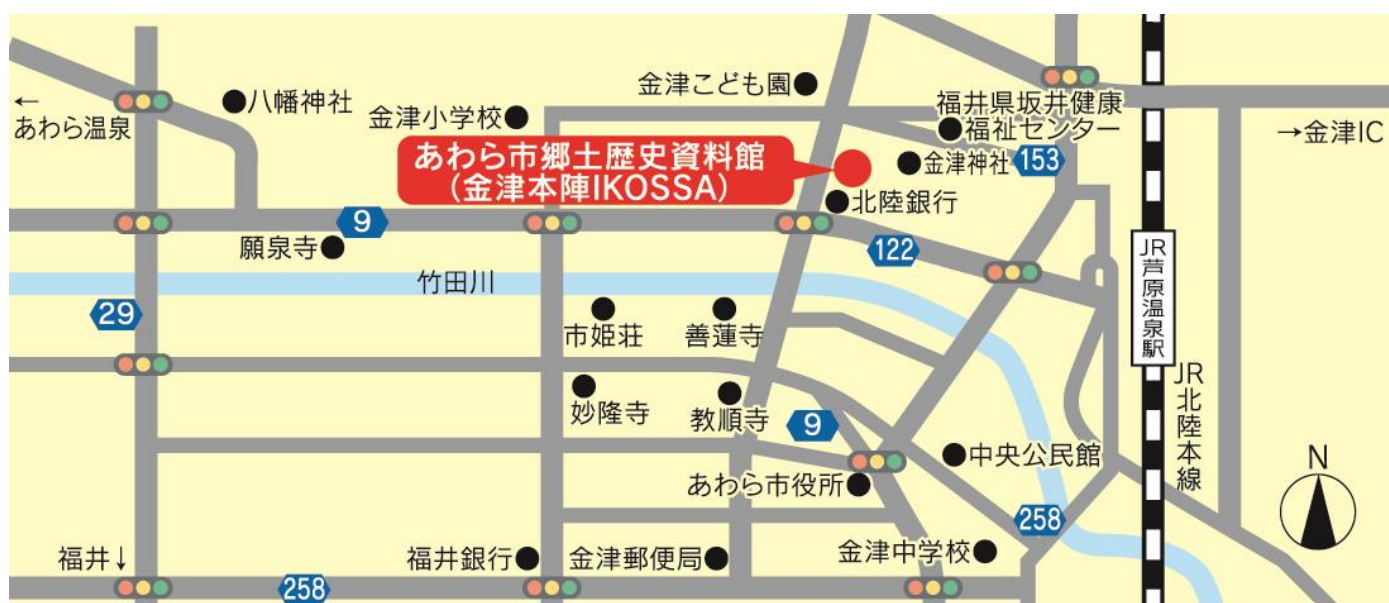 金津こども園
八幡神社
金津小学校
福井県坂井健康
福祉センター
←
あわら温泉
→金津IC
あわら市郷土歴史資料館
(金津本陣IKOSSA)
金津神社
153
北陸銀行
9
願泉寺
122
竹田川
JR芦原温泉駅
29
市姫荘
善蓮寺
JR北陸本線
妙隆寺
教順寺
9
中央公民館
N
あわら市役所
258
福井↓
福井銀行
金津郵便局
金津中学校
258